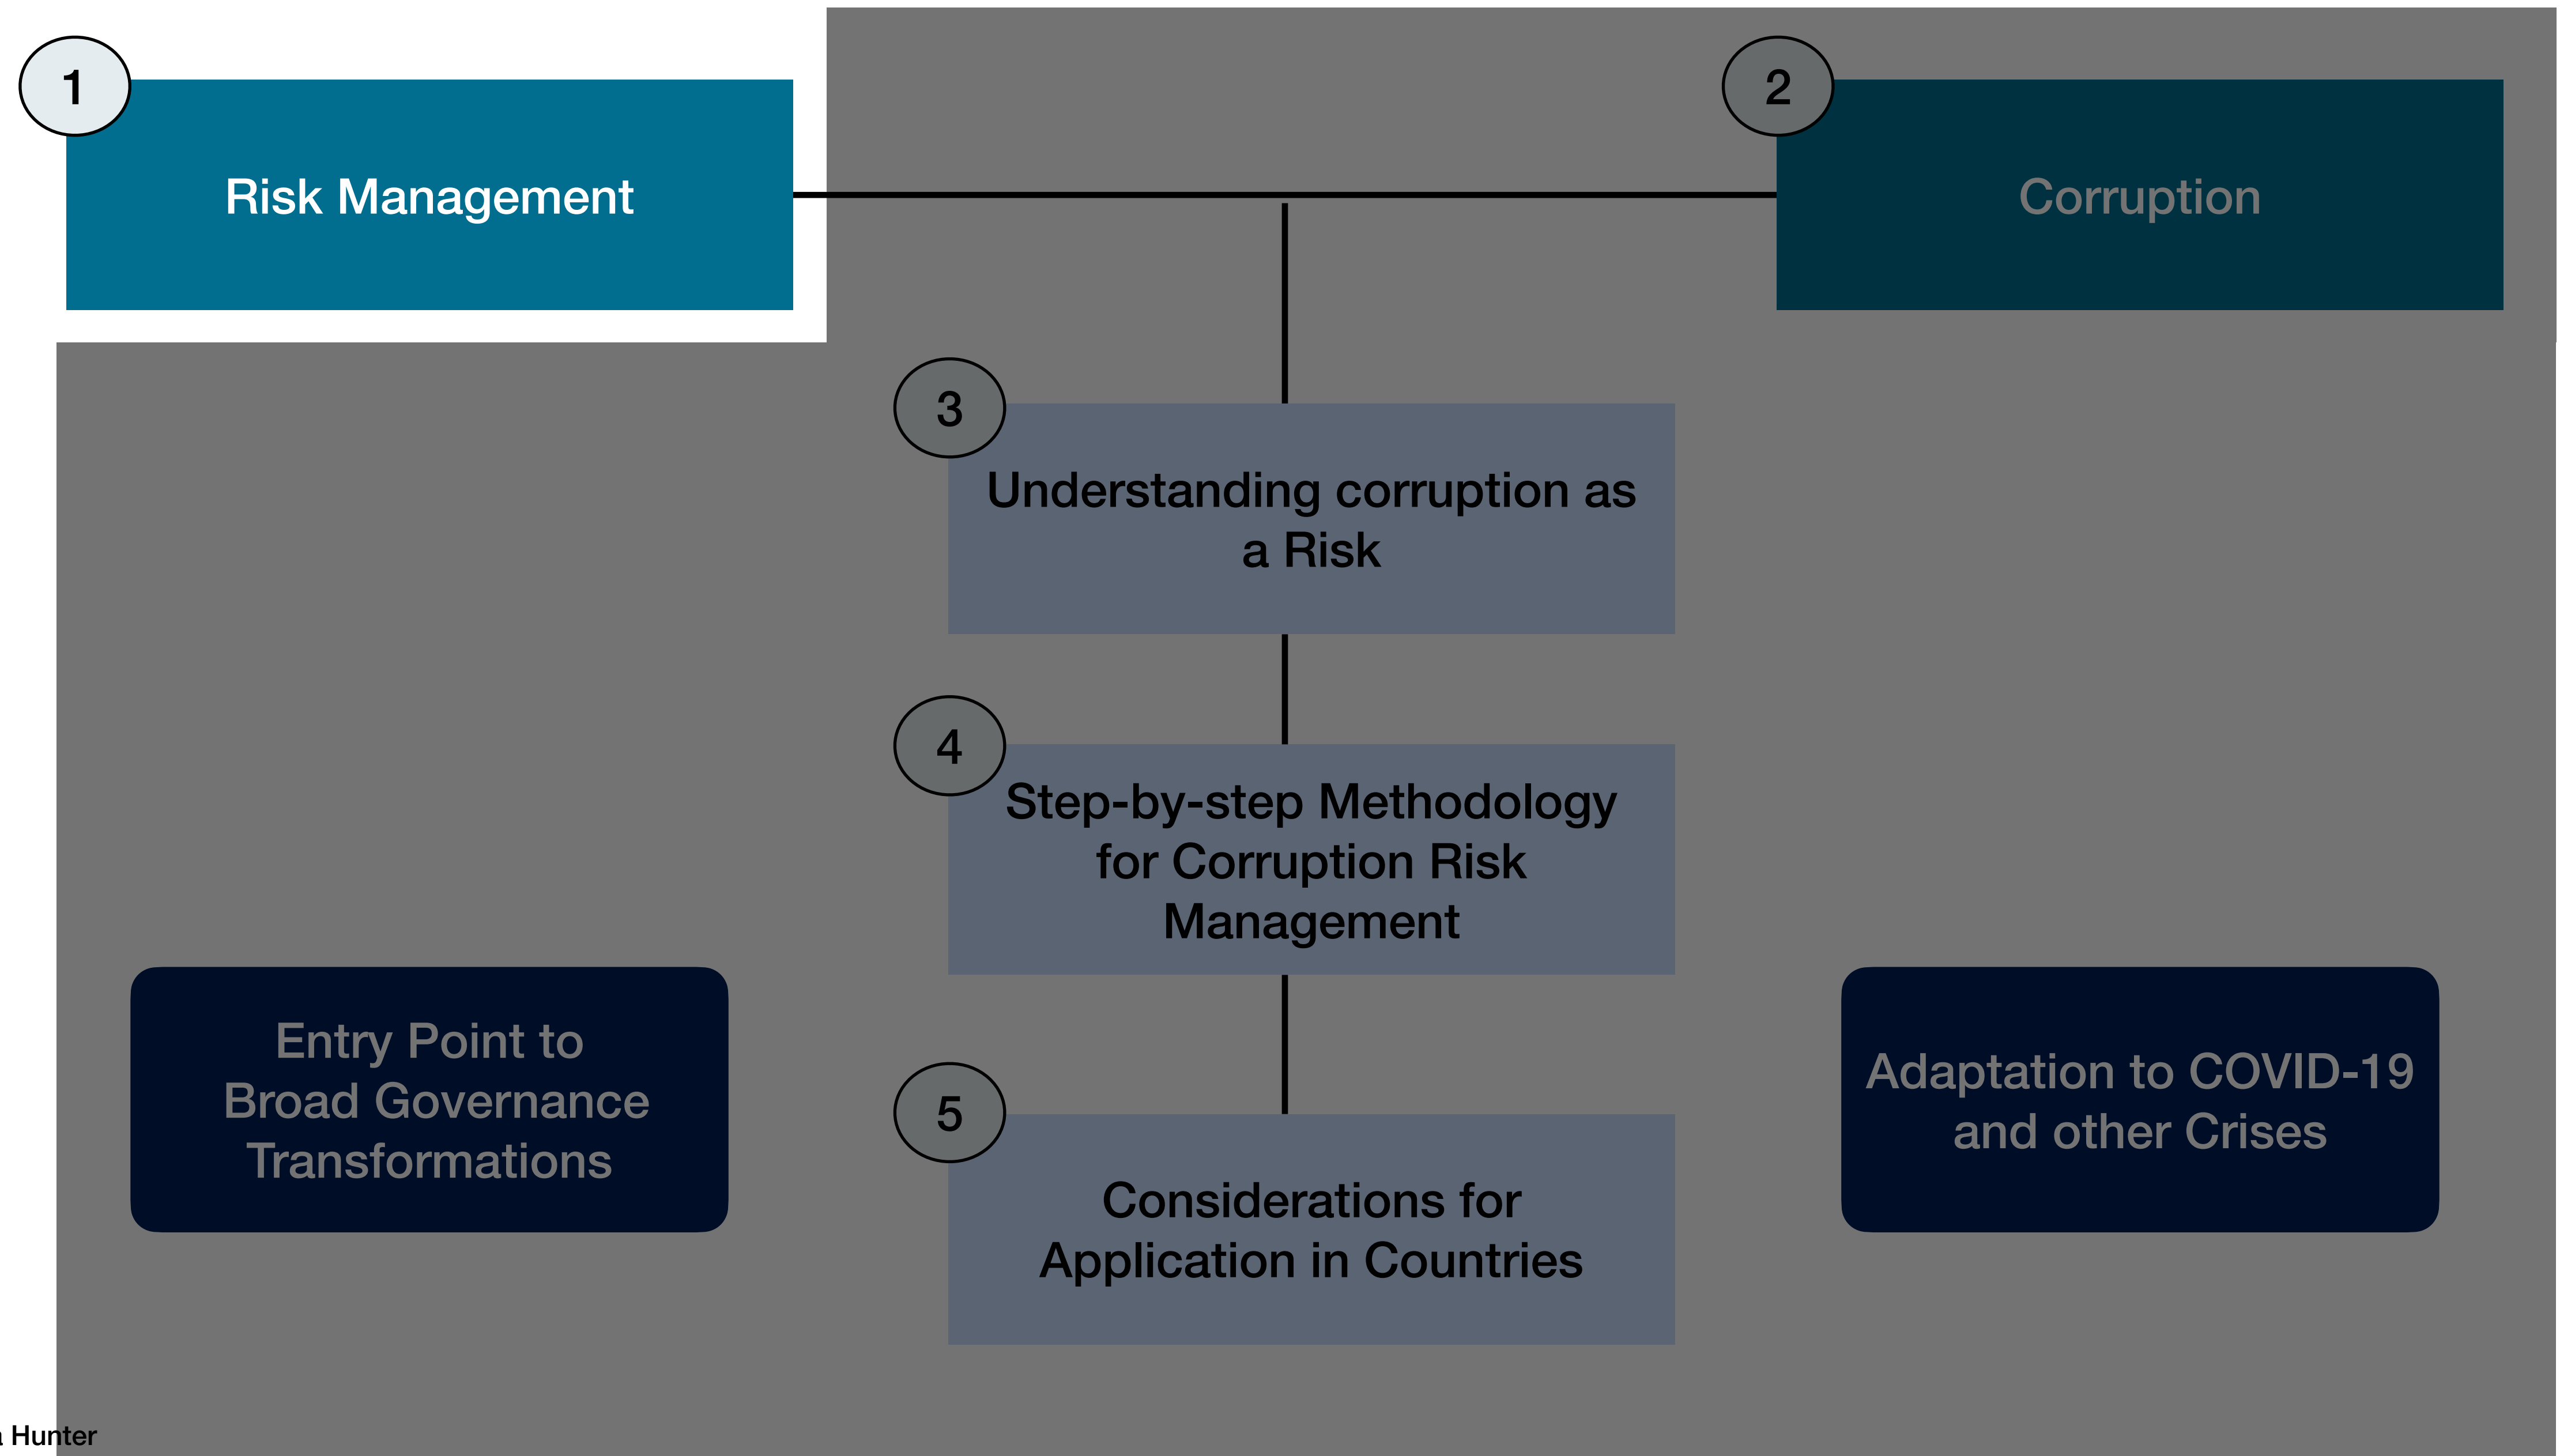 1
Risk Management
2
Corruption
3
Understanding corruption as
a Risk
4
Step-by-step Methodology
for Corruption Risk
Management
Entry Point to
Broad Governance
Transformations
Adaptation to COVID-19
and other Crises
5
Considerations for
Application in Countries
Hunter